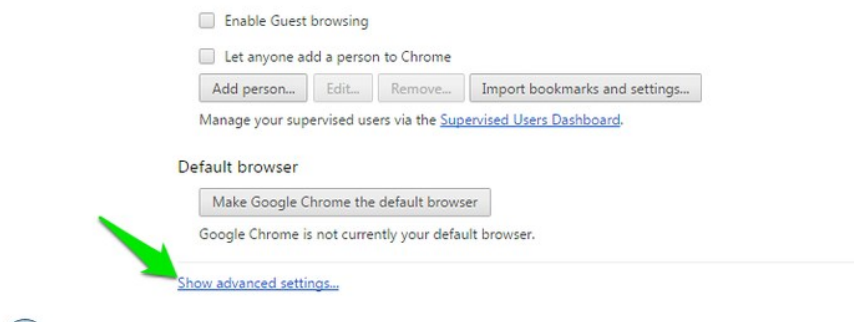 Enable Guest browsing
Let anyone add a person to Chrome
Add person... Edit... Remove... Import bookmarks and settings...
Manage your supervised users via the Supervised Users Dashboard.
Default browser
Make Google Chrome the default browser
Google Chrome is not currently your default browser.
Show advanced settings...